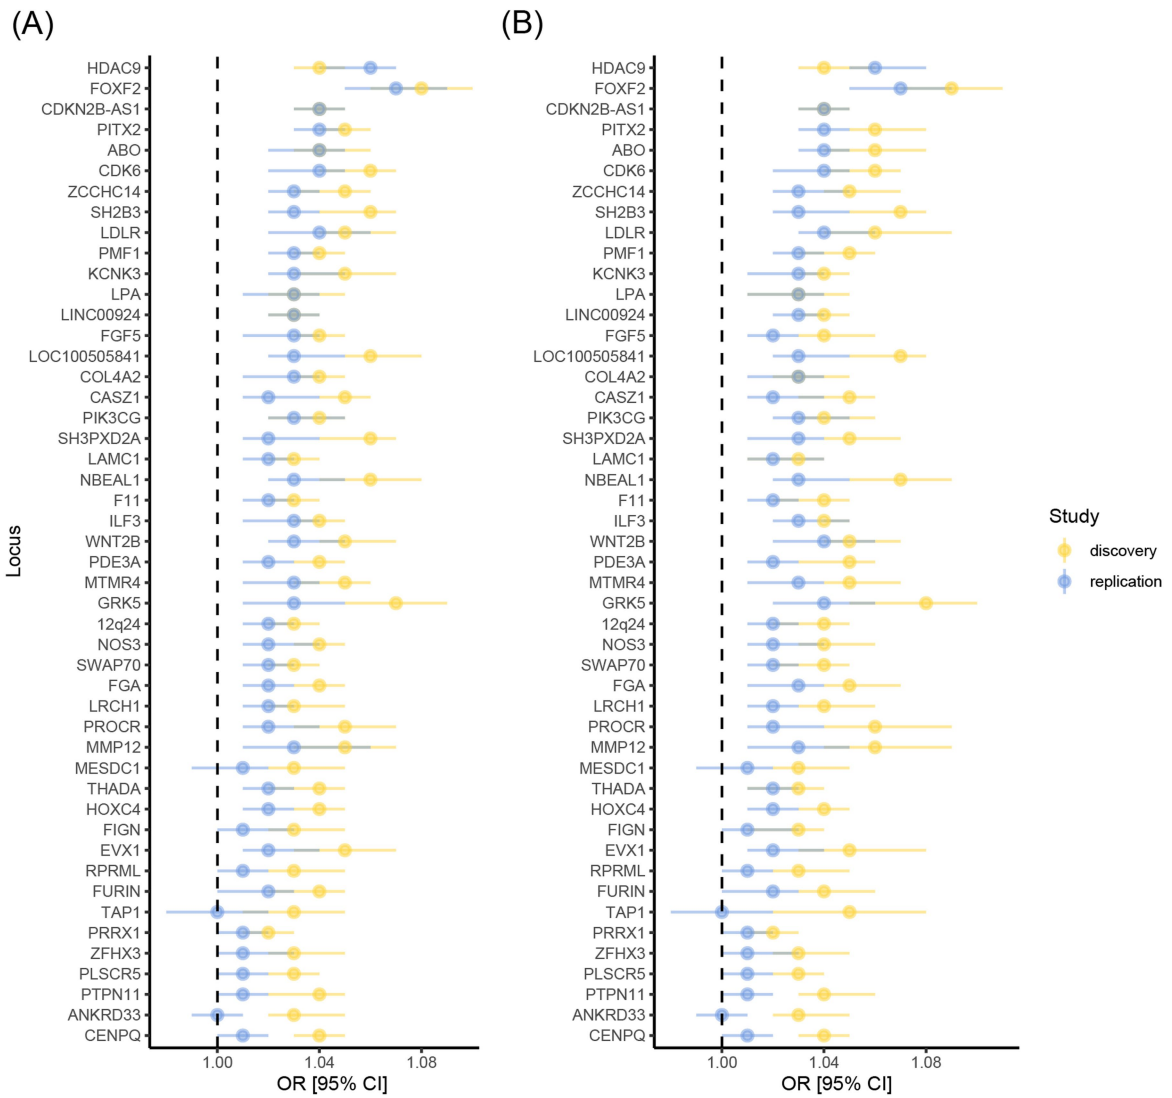 (A)
HDAC9
FOXF2
CDKN2B-AS1
PITX2
ABO
CDK6
ZCCHC14
SH2B3
LDLR
PMF1
KCNK3
LPA
LINC00924
FGF5
LOC100505841
COL4A2
CASZ1
PIK3CG
SH3PXD2A
LAMC1
NBEAL1
F11
ILF3
WNT2B
PDE3A
MTMR4
GRK5
12q24
NOS3
SWAP70
FGA
LRCH1
PROCR
MMP12
MESDC1
THADA
HOXC4
FIGN
EVX1
RPRML
FURIN
TAP1
PRRX1
ZFHX3
PLSCR5
PTPN11
ANKRD33
CENPQ
Locus
1.00 1.04 1.08
OR [95% CI]
(B)
HDAC9
FOXF2
CDKN2B-AS1
PITX2
ABO
CDK6
ZCCHC14
SH2B3
LDLR
PMF1
KCNK3
LPA
LINC00924
FGF5
LOC100505841
COL4A2
CASZ1
PIK3CG
SH3PXD2A
LAMC1
NBEAL1
F11
ILF3
WNT2B
PDE3A
MTMR4
GRK5
12q24
NOS3
SWAP70
FGA
LRCH1
PROCR
MMP12
MESDC1
THADA
HOXC4
FIGN
EVX1
RPRML
FURIN
TAP1
PRRX1
ZFHX3
PLSCR5
PTPN11
ANKRD33
CENPQ
1.00 1.04 1.08
OR [95% CI]
Study
discovery
replication